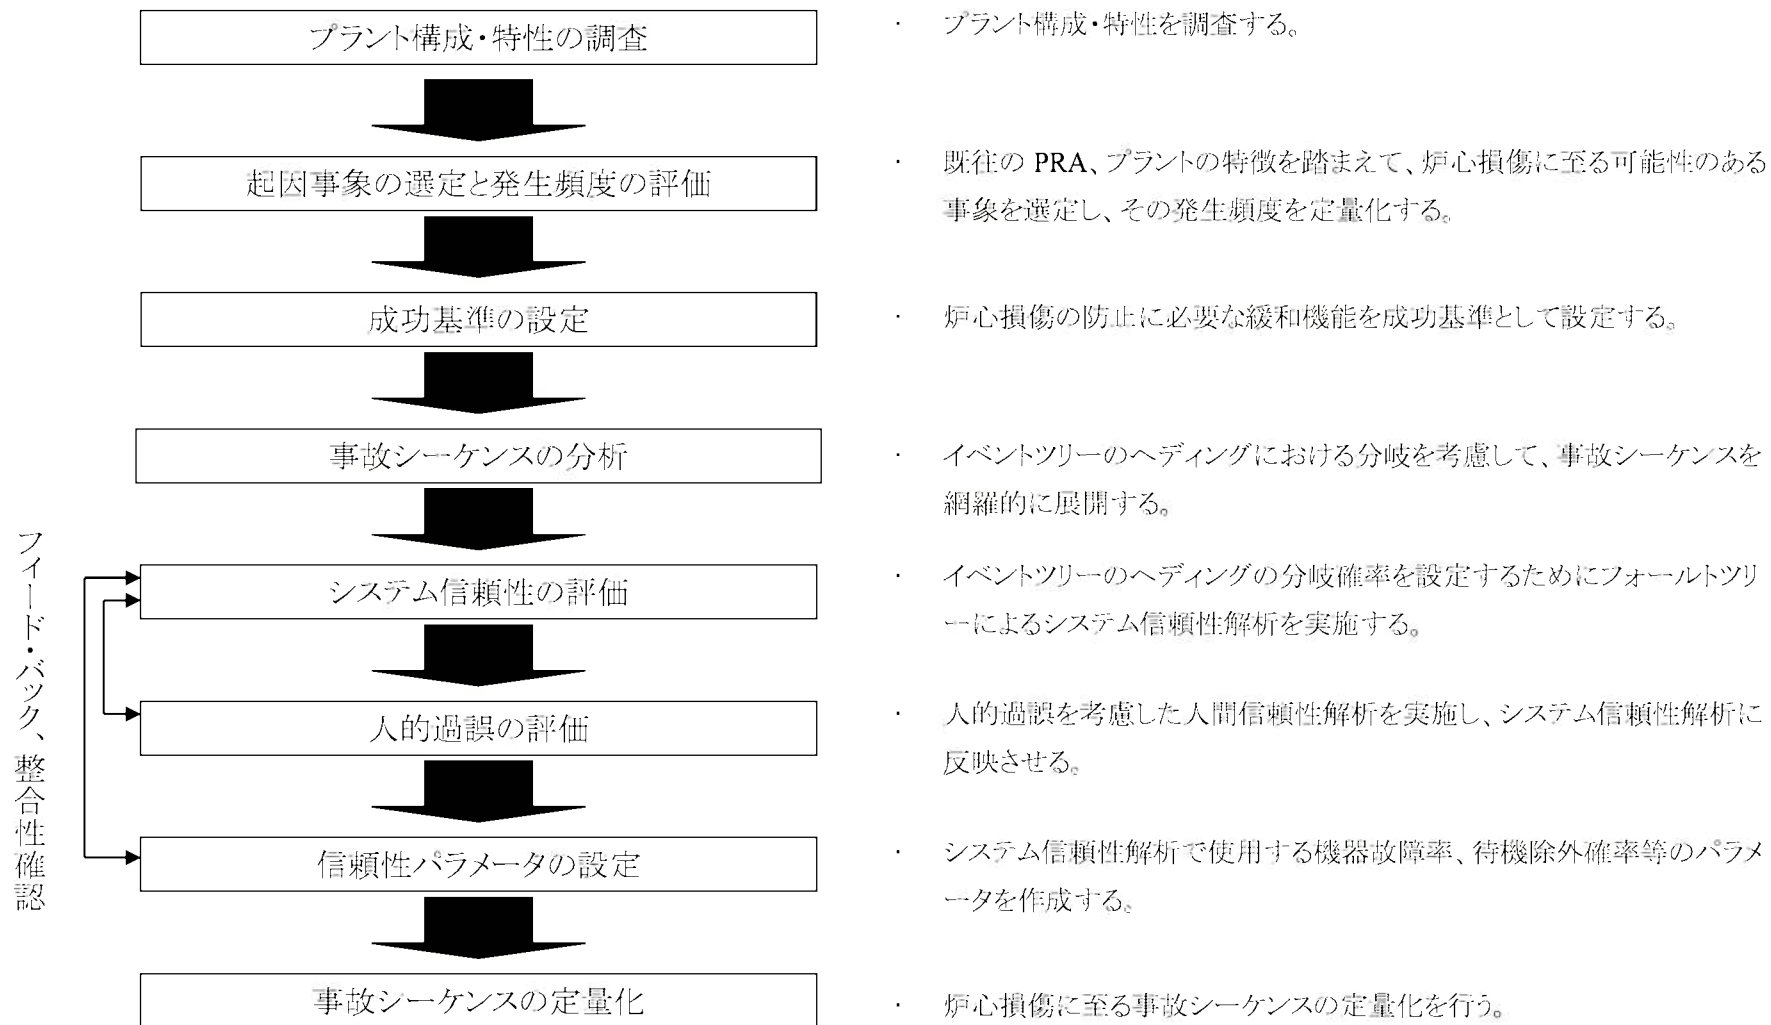 プラント構成・特性の調査
・ プラント構成・特性を調査する。
起因事象の選定と発生頻度の評価
・ 既往の PRA、プラントの特徴を踏まえて、炉心損傷に至る可能性のある
事象を選定し、その発生頻度を定量化する。
成功基準の設定
・ 炉心損傷の防止に必要な緩和機能を成功基準として設定する。
事故シーケンスの分析
・ イベントツリーのヘディングにおける分岐を考慮して、事故シーケンスを
網羅的に展開する。
フィード・バック、整合性確認
システム信頼性の評価
・ イベントツリーのヘディングの分岐確率を設定するためにフォールトツリ
ーによるシステム信頼性解析を実施する。
人的過誤の評価
・ 人的過誤を考慮した人間信頼性解析を実施し、システム信頼性解析に
反映させる。
信頼性パラメータの設定
・ システム信頼性解析で使用する機器故障率、待機除外確率等のパラメ
ータを作成する。
事故シーケンスの定量化
・ 炉心損傷に至る事故シーケンスの定量化を行う。